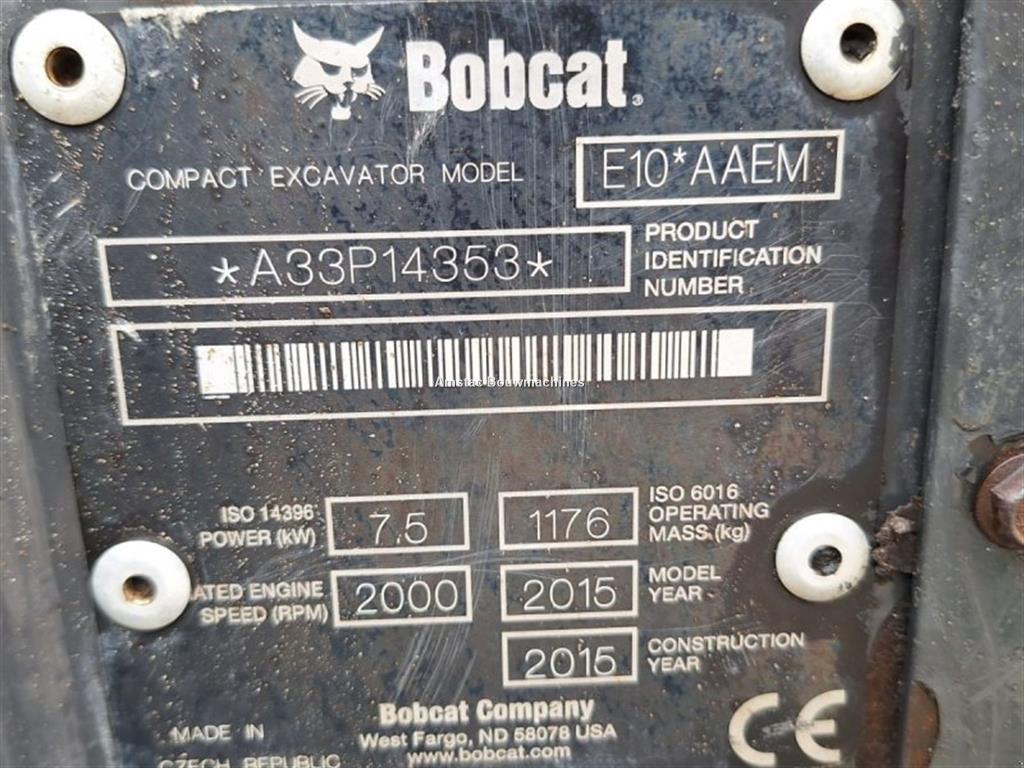 Bobcat®
COMPACT EXCAVATOR MODEL E10*AAEM
*A33P14353* PRODUCT
IDENTIFICATION
NUMBER
Amstac Bouwmachines
ISO 14396
POWER (kW) 7.5
1176 ISO 6016
OPERATING
MASS (kg)
ATED ENGINE
SPEED (RPM) 2000
2015 MODEL
YEAR
2015 CONSTRUCTION
YEAR
Bobcat Company
West Fargo, ND 58078 USA
www.bobcat.com
MADE IN
CZECH REPUBLIC
CE